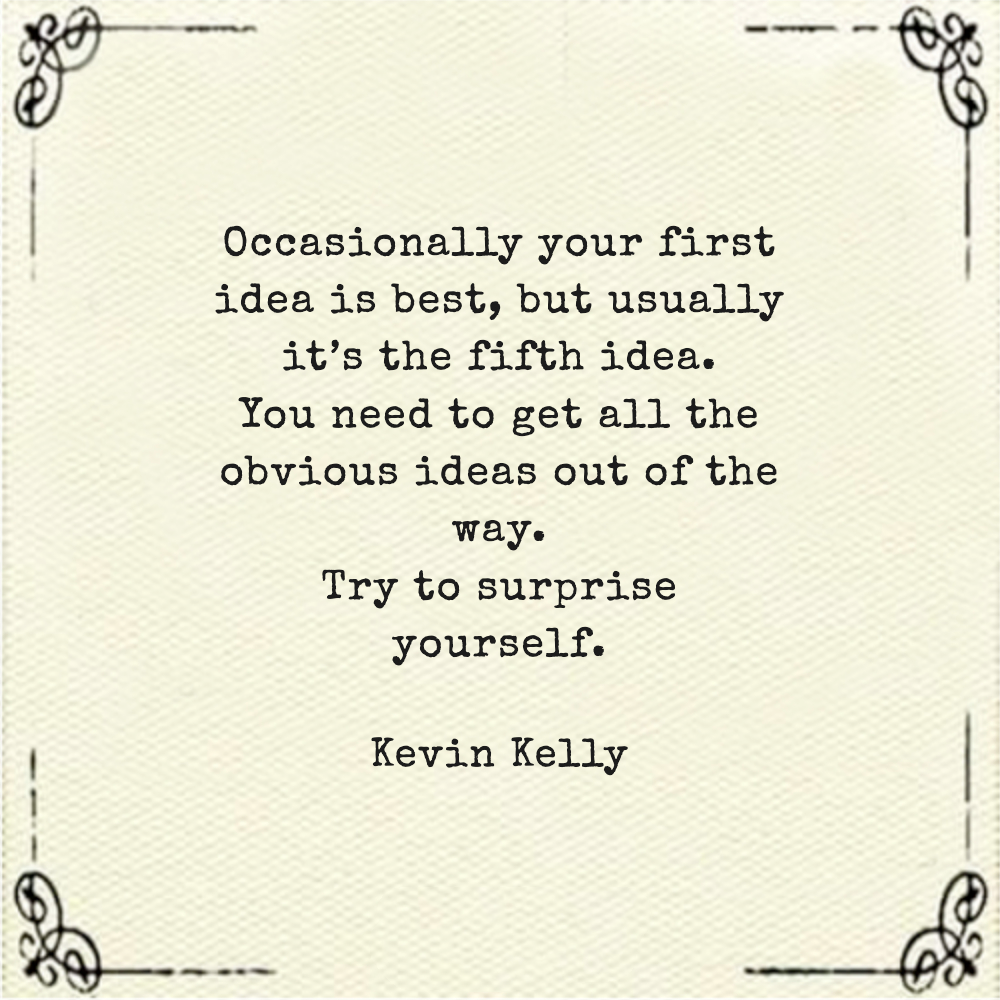 Occasionally your first
idea is best, but usually
it’s the fifth idea.
You need to get all the
obvious ideas out of the
way.
Try to surprise
yourself.
Kevin Kelly